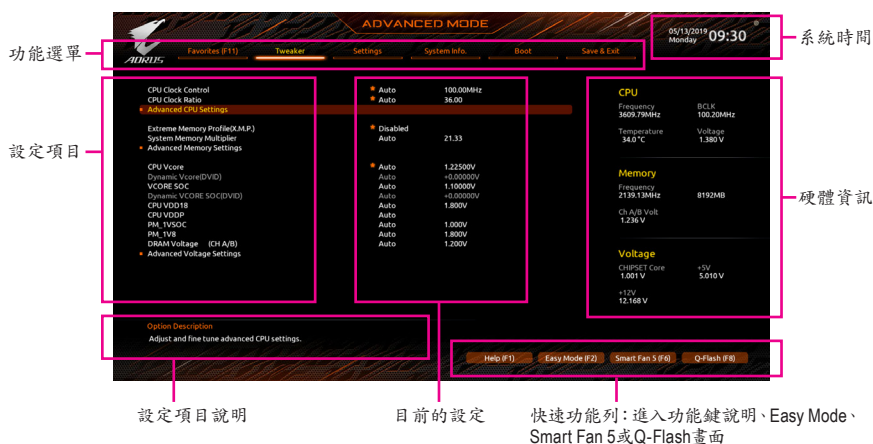 ADVANCED MODE
05/13/2019
Monday
09:30
系統時間
功能選單
AORUS
Favorites (F11) Tweaker Settings System Info. Boot Save & Exit
設定項目
CPU Clock Control Auto 100.00MHz
CPU Clock Ratio Auto 36.00
Advanced CPU Settings
Extreme Memory Profile(X.M.P.) Disabled
System Memory Multiplier Auto 21.33
Advanced Memory Settings
CPU Vcore Auto 1.22500V
Dynamic Vcore(DVID) Auto +0.00000V
VCORE SOC Auto 1.10000V
Dynamic VCORE SOC(DVID) Auto +0.00000V
CPU VDD18 Auto 1.800V
CPU VDDP Auto
PM_1VSOC Auto 1.000V
PM_1V8 Auto 1.800V
DRAM Voltage (CH A/B) Auto 1.200V
Advanced Voltage Settings
CPU
Frequency BCLK
3609.79MHz 100.20MHz
Temperature Voltage
34.0 °C 1.380 V
Memory
Frequency
2139.13MHz 8192MB
Ch A/B Volt
1.236 V
Voltage
CHIPSET Core +5V
1.001 V 5.010 V
+12V
12.168 V
硬體資訊
Option Description
Adjust and fine tune advanced CPU settings.
Help (F1) Easy Mode (F2) Smart Fan 5 (F6) Q-Flash (F8)
設定項目說明
目前的設定
快速功能列：進入功能鍵說明、Easy Mode、
Smart Fan 5或Q-Flash畫面